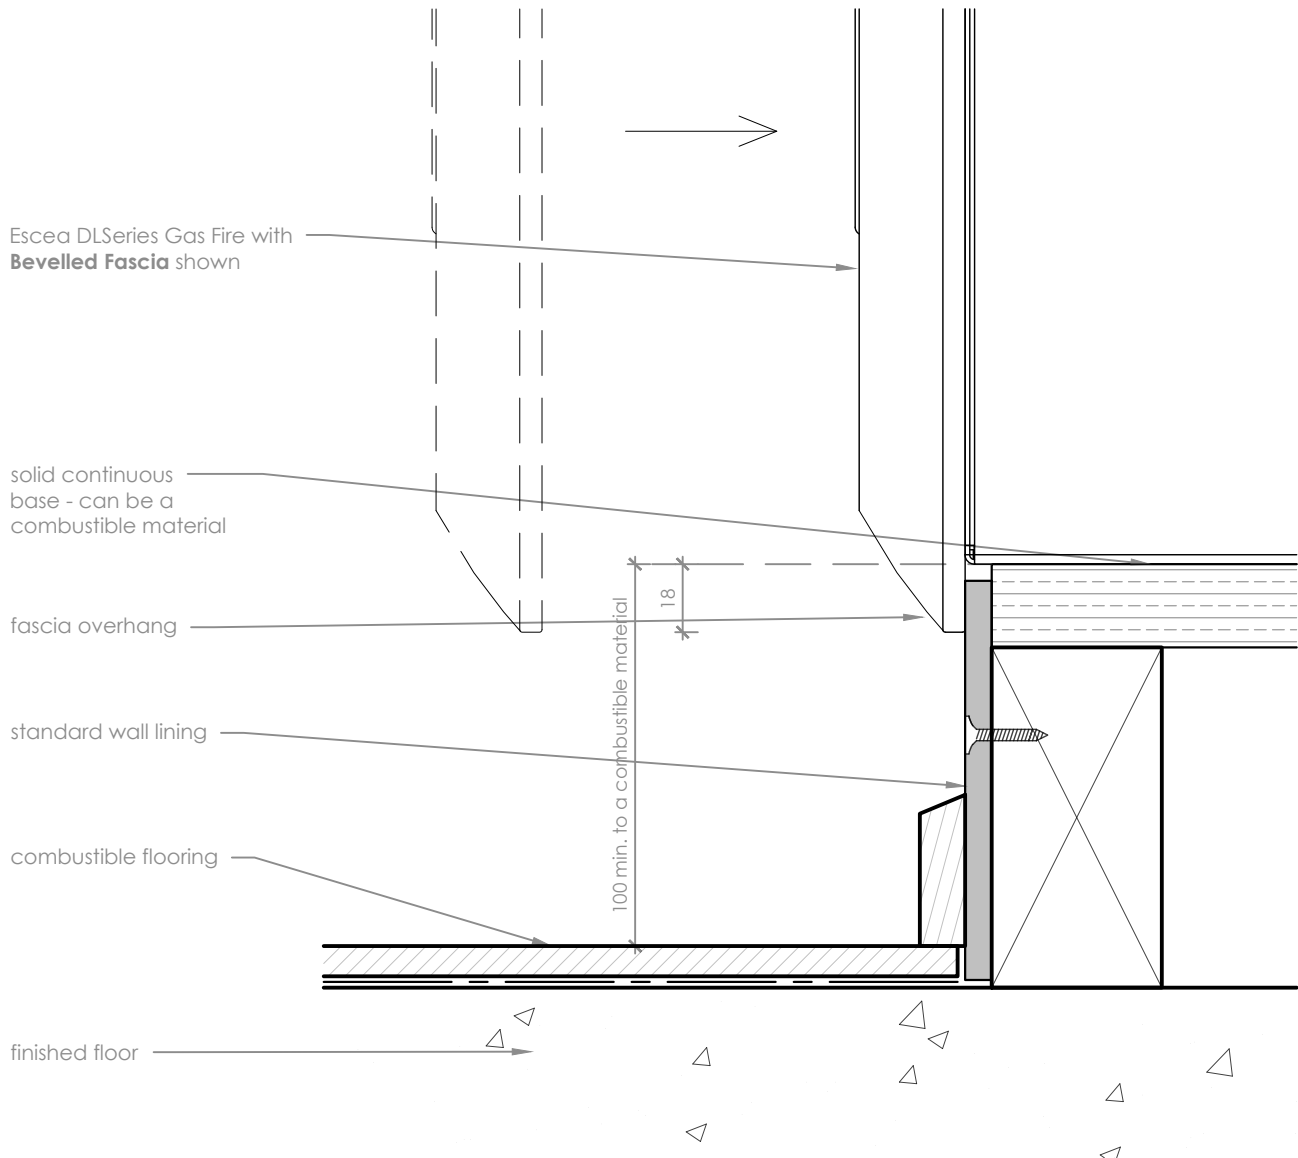 Escea DLSeries Gas Fire with
Bevelled Fascia shown
solid continuous
base - can be a
combustible material
18
fascia overhang
100 min. to a combustible material
standard wall lining
combustible flooring
finished floor